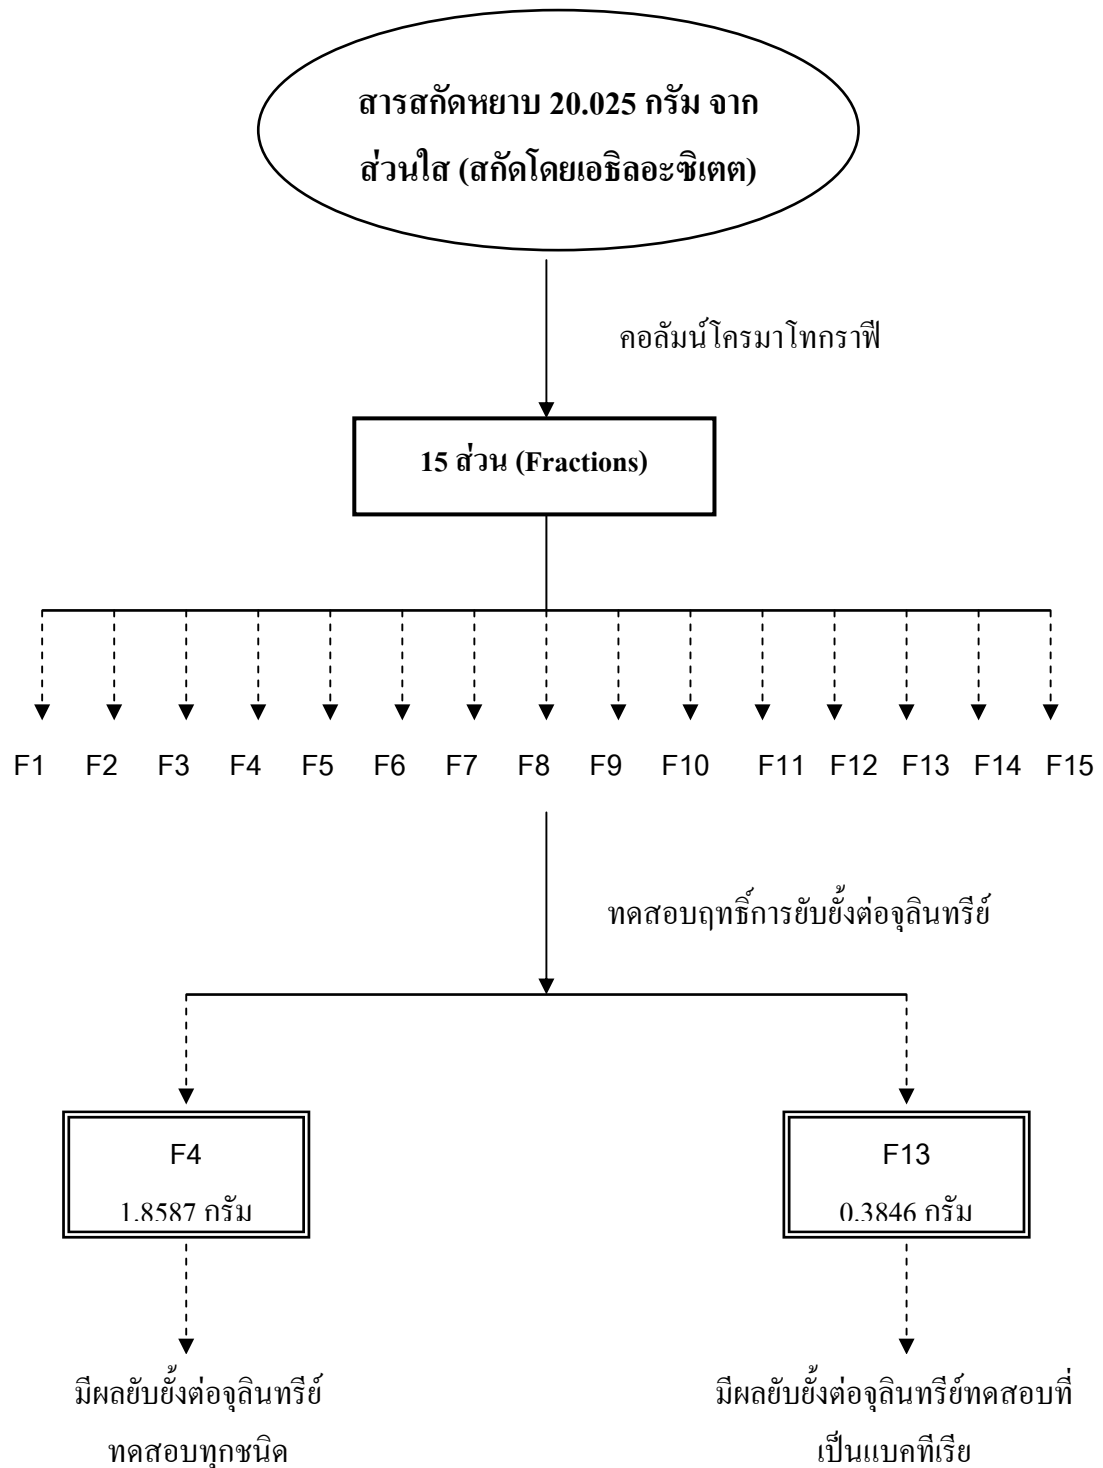 สารสกัดหยาบ 20.025 กรัม จาก
ส่วนใส (สกัดโดยเอธิลอะซิเตต)
คอลัมน์โครมาโทกราฟี
15 ส่วน (Fractions)
F1 F2 F3 F4 F5 F6 F7 F8 F9 F10 F11 F12 F13 F14 F15
ทดสอบฤทธิ์การยับยั้งต่อจุลินทรีย์
F4
1.8587 กรัม
F13
0.3846 กรัม
มีผลยับยั้งต่อจุลินทรีย์
ทดสอบทุกชนิด
มีผลยับยั้งต่อจุลินทรีย์ทดสอบที่
เป็นแบคทีเรีย